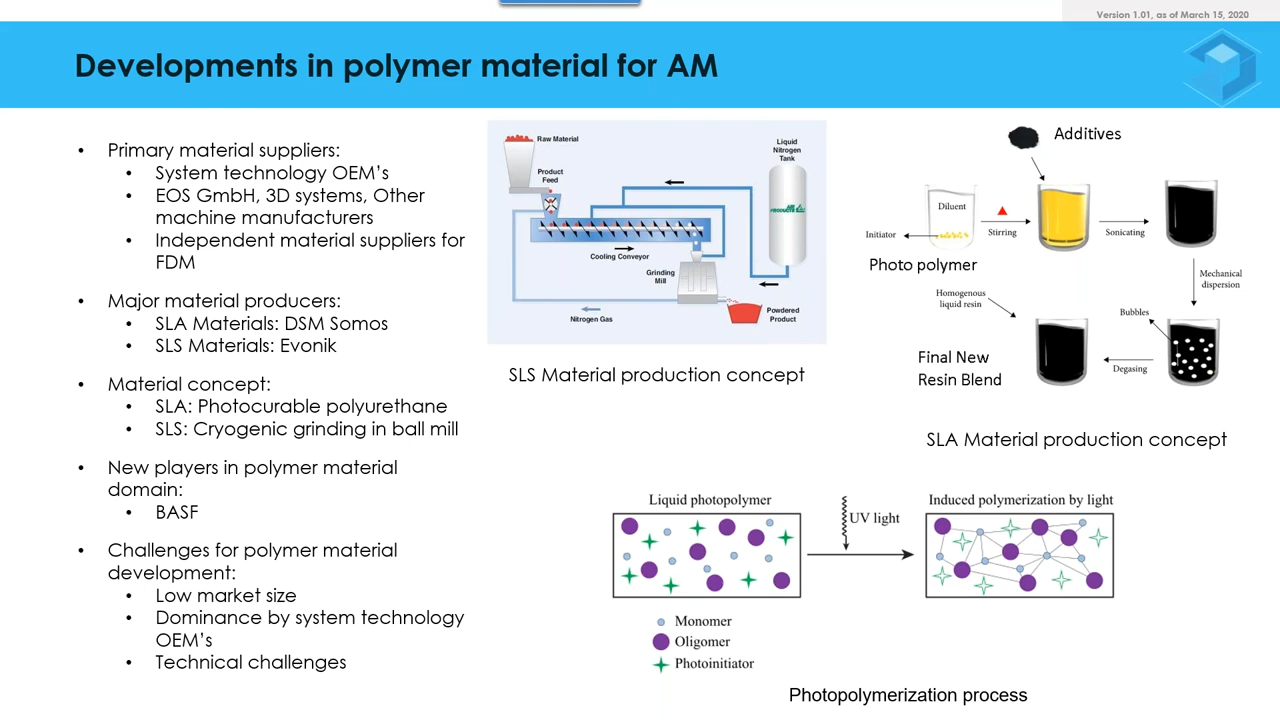 Version 1.01, as of March 15, 2020
Developments in polymer material for AM
• Primary material suppliers:
• System technology OEM’s
• EOS GmbH, 3D systems, Other
machine manufacturers
• Independent material suppliers for
FDM
• Major material producers:
• SLA Materials: DSM Somos
• SLS Materials: Evonik
• Material concept:
• SLA: Photocurable polyurethane
• SLS: Cryogenic grinding in ball mill
• New players in polymer material
domain:
• BASF
• Challenges for polymer material
development:
• Low market size
• Dominance by system technology
OEM’s
• Technical challenges
Raw Material
Product
Feed
Liquid
Nitrogen
Tank
PRODUCTS
Cooling Conveyor
Grinding
Mill
Nitrogen Gas
Powdered
Product
SLS Material production concept
Additives
Diluent
Initiator
Stirring
Sonicating
Photo polymer
Mechanical
dispersion
Homogenous
liquid resin
Bubbles
Final New
Resin Blend
Degasing
SLA Material production concept
Liquid photopolymer
UV light
Induced polymerization by light
Monomer
Oligomer
Photoinitiator
Photopolymerization process